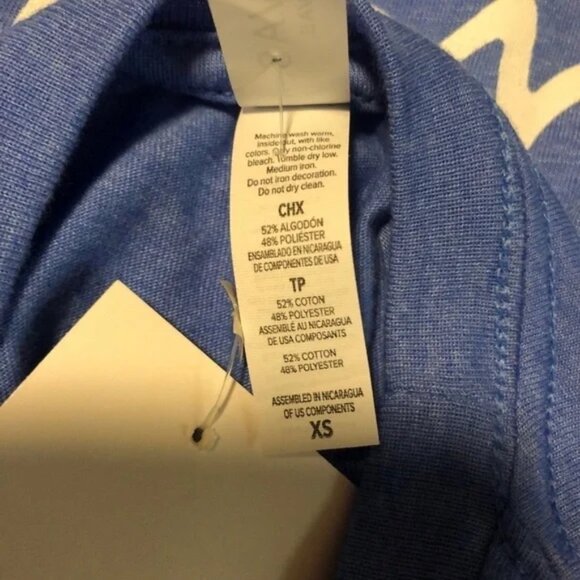 Machine wash warm,
inside out, with like
colors. Only non-chlorine
bleach. Tumble dry low.
Medium iron.
Do not iron decoration.
Do not dry clean.
CHX
52% ALGODÓN
48% POLIÉSTER
ENSAMBLADO EN NICARAGUA
DE COMPONENTES DE USA
TP
52% COTON
48% POLYESTER
ASSEMBLÉ AU NICARAGUA
DE USA COMPOSANTS
52% COTTON
48% POLYESTER
ASSEMBLED IN NICARAGUA
OF US COMPONENTS
XS